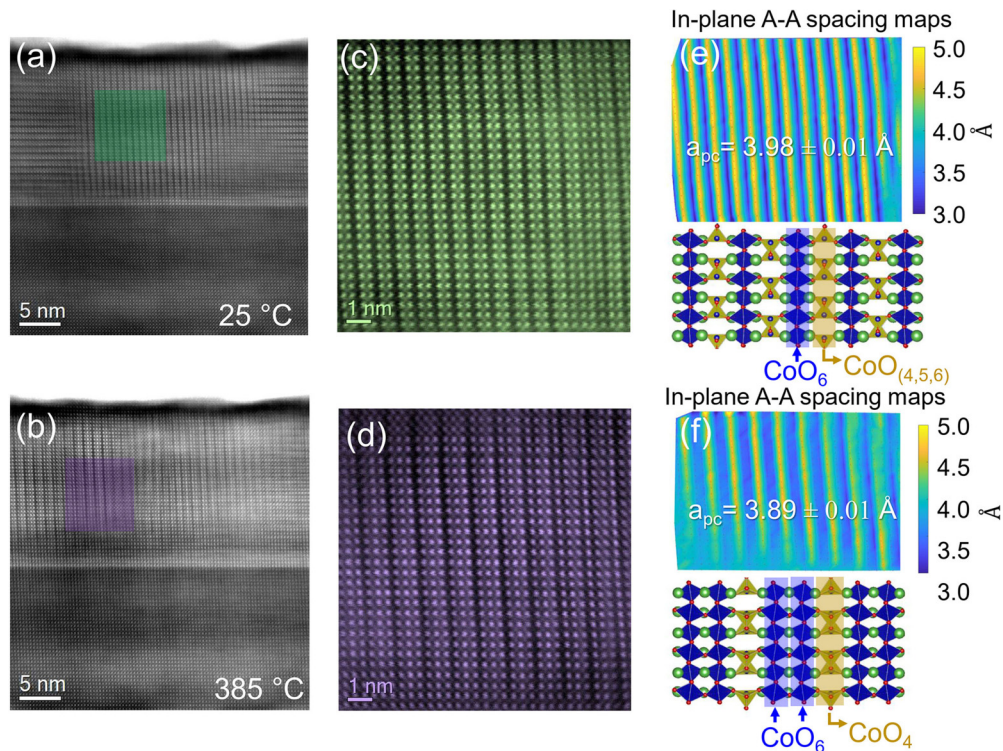 (a)
5 nm
25 °C
(c)
1 nm
In-plane A-A spacing maps
(e)
a_pc= 3.98 ± 0.01 Å
5.0
4.5
4.0
3.5
3.0
Å
CoO₆
CoO₍₄,₅,₆₎
(b)
5 nm
385 °C
(d)
1 nm
In-plane A-A spacing maps
(f)
a_pc= 3.89 ± 0.01 Å
5.0
4.5
4.0
3.5
3.0
Å
CoO₆
CoO₄